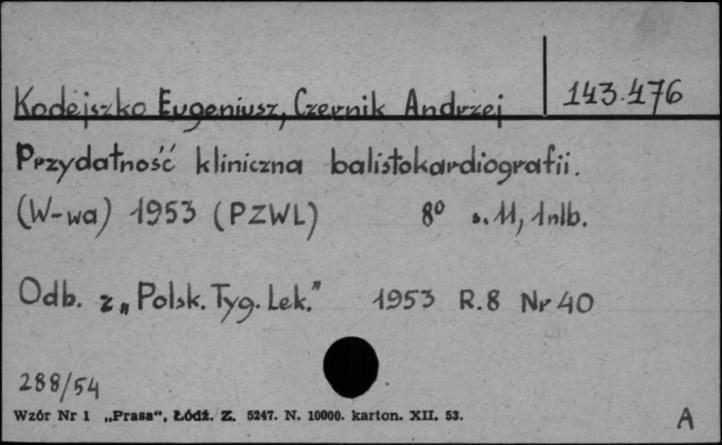 Kodejszko Eugeniusz, Czernik Andrzej
143.476
Przydatność kliniczna balistokardiografii.
(W-wa) 1953 (PZWL) 8° s. 11, 1 nlb.
Odb. z „Polsk. Tyg. Lek." 1953 R. 8 Nr 40
288/54
Wzór Nr 1 „Prasa“, Łódź. Z. 5247. N. 10000. karton. XII. 53.
A